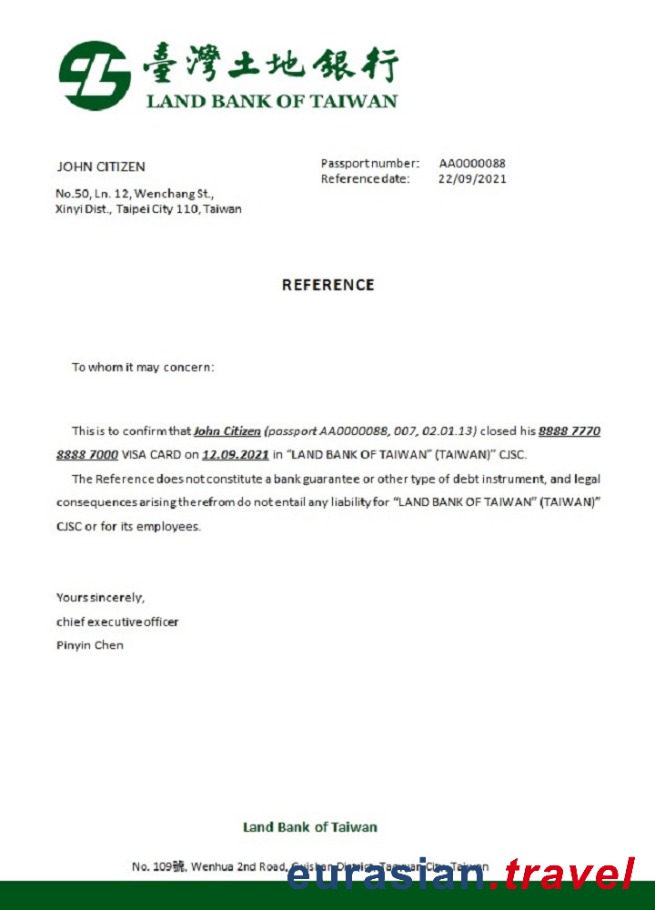 臺灣土地銀行
LAND BANK OF TAIWAN
JOHN CITIZEN
Passport number: AA0000088
Reference date: 22/09/2021
No.50, Ln. 12, Wenchang St.,
Xinyi Dist., Taipei City 110, Taiwan
REFERENCE
To whom it may concern:
This is to confirm that John Citizen (passport AA0000088, 007, 02.01.13) closed his 8888 7770
8888 7000 VISA CARD on 12.09.2021 in “LAND BANK OF TAIWAN” (TAIWAN)” CJSC.
The Reference does not constitute a bank guarantee or other type of debt instrument, and legal
consequences arising therefrom do not entail any liability for “LAND BANK OF TAIWAN” (TAIWAN)”
CJSC or for its employees.
Yours sincerely,
chief executive officer
Pinyin Chen
Land Bank of Taiwan
No. 109號, Wenhua 2nd Road, Guishan District, Taoyuan City, Taiwan
eurasian.travel